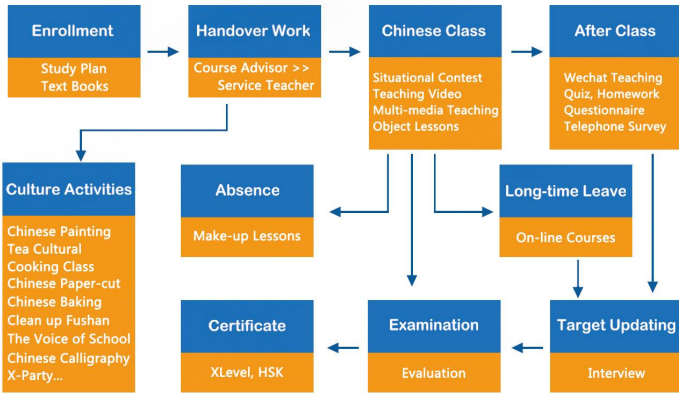 Enrollment
Study Plan
Text Books
Handover Work
Course Advisor >>
Service Teacher
Chinese Class
Situational Contest
Teaching Video
Multi-media Teaching
Object Lessons
After Class
Wechat Teaching
Quiz, Homework
Questionnaire
Telephone Survey
Culture Activities
Chinese Painting
Tea Cultural
Cooking Class
Chinese Paper-cut
Chinese Baking
Clean up Fushan
The Voice of School
Chinese Calligraphy
X-Party...
Absence
Make-up Lessons
Long-time Leave
On-line Courses
Certificate
XLevel, HSK
Examination
Evaluation
Target Updating
Interview